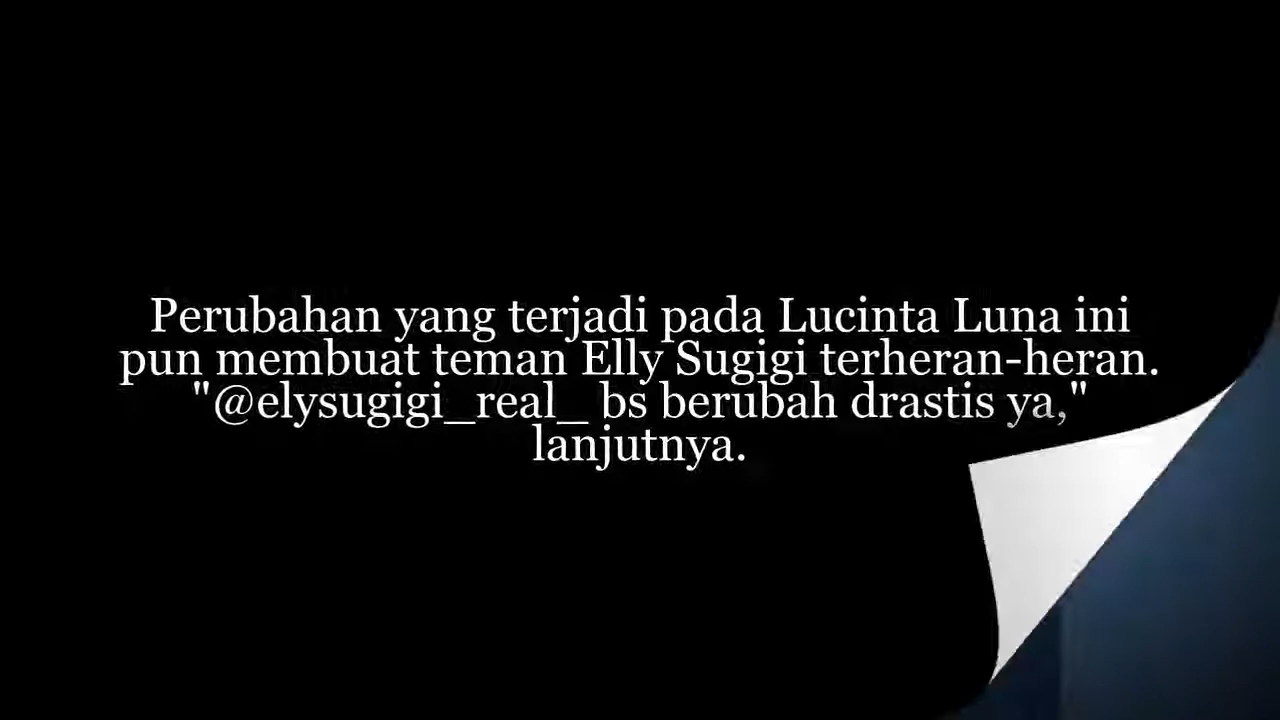 Perubahan yang terjadi pada Lucinta Luna ini
pun membuat teman Elly Sugigi terheran-heran.
"@elysugigi_real_ bs berubah drastis ya,"
lanjutnya.